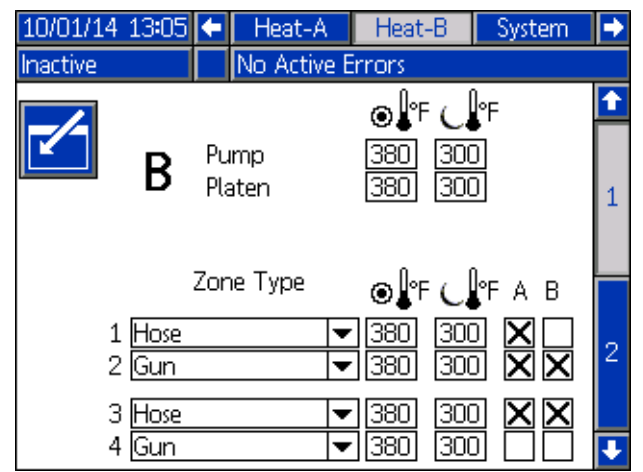 10/01/14 13:05 Heat-A Heat-B System
Inactive No Active Errors
°F °F
B
Pump 380 300
Platen 380 300
1
Zone Type °F °F A B
1 Hose 380 300
2 Gun 380 300
2
3 Hose 380 300
4 Gun 380 300